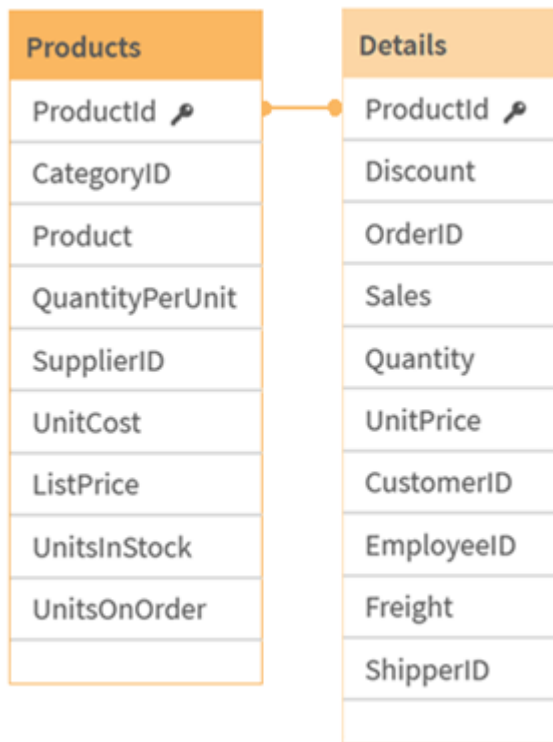 Products
ProductId
CategoryID
Product
QuantityPerUnit
SupplierID
UnitCost
ListPrice
UnitsInStock
UnitsOnOrder
Details
ProductId
Discount
OrderID
Sales
Quantity
UnitPrice
CustomerID
EmployeeID
Freight
ShipperID